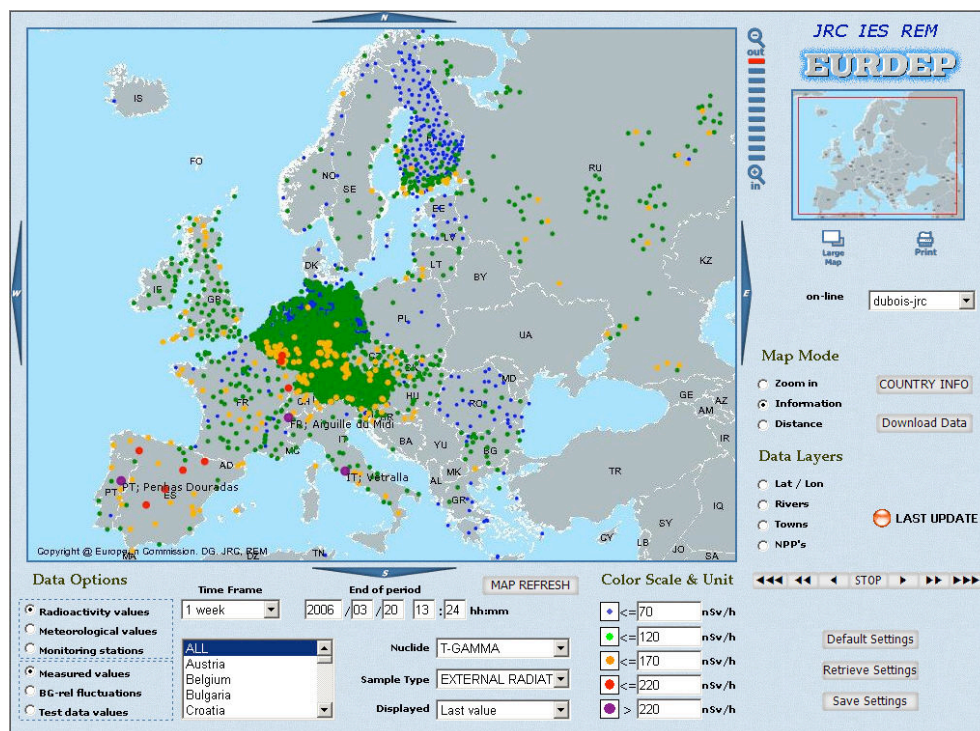 N
JRC IES REM
EURDEP
out
in
IS
FO
NO
SE
FI
RU
EE
LV
LT
DK
BY
KZ
IE
GB
PL
UA
CZ
SK
MD
FR
CH
HU
RO
GE
AZ
AM
FR; Aiguille du Midi
IT
BA
Yu
BG
IR
MC
AD
IT; Vetralla
MK
AL
TR
PT; Penhas Douradas
PT
ES
GR
IQ
SY
CY
LB
JO
SA
MA
DZ
TN
Copyright @ European Commission. DG. JRC, REM
W
E
S
Large Map
Print
on-line
dubois-jrc
Map Mode
Zoom in
COUNTRY INFO
Information
Distance
Download Data
Data Layers
Lat / Lon
Rivers
Towns
LAST UPDATE
NPP's
STOP
Default Settings
Retrieve Settings
Save Settings
Data Options
Radioactivity values
Meteorological values
Monitoring stations
Measured values
BG-rel fluctuations
Test data values
Time Frame
1 week
ALL
Austria
Belgium
Bulgaria
Croatia
End of period
2006 / 03 / 20 13 : 24 hh:mm
MAP REFRESH
Nuclide T-GAMMA
Sample Type EXTERNAL RADIAT
Displayed Last value
Color Scale & Unit
<= 70 nSv/h
<= 120 nSv/h
<= 170 nSv/h
<= 220 nSv/h
> 220 nSv/h